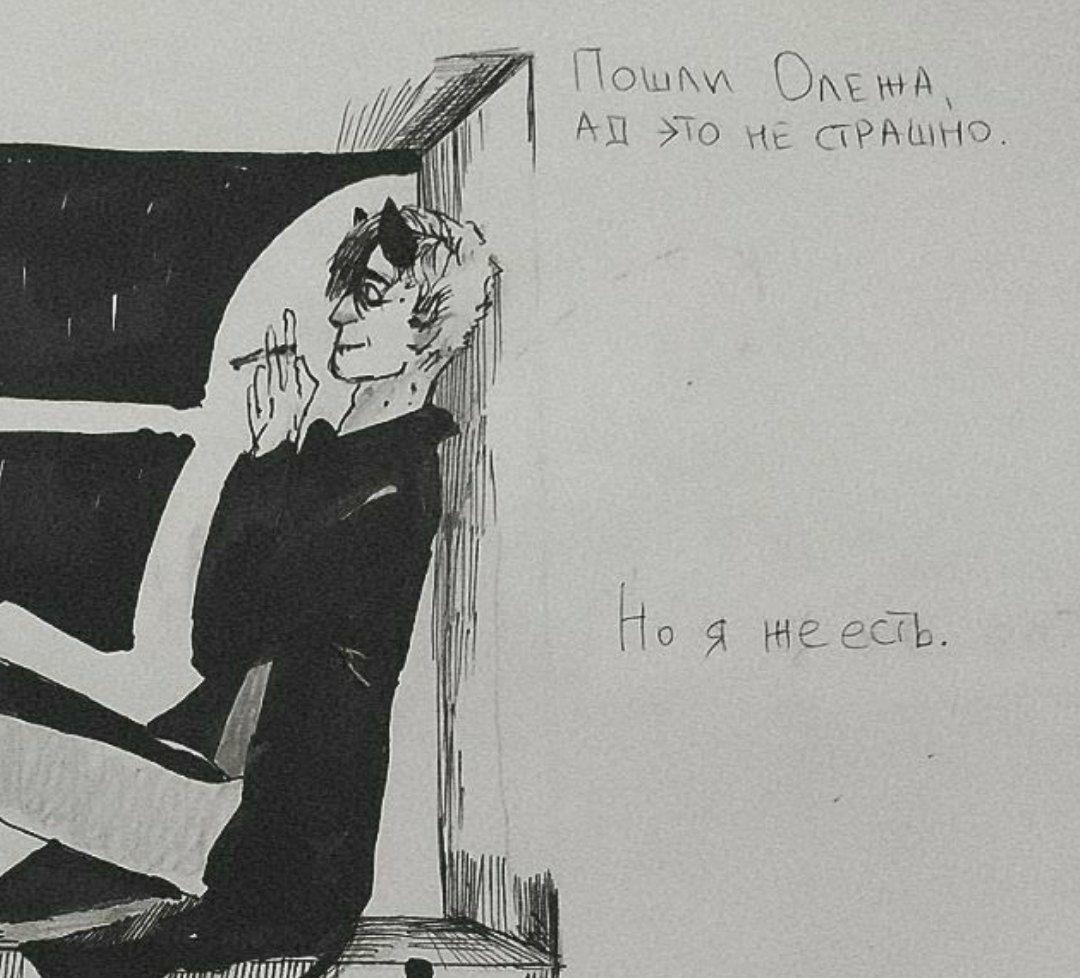 Пошли Олежа,
ад это не страшно.
Но я же есть.